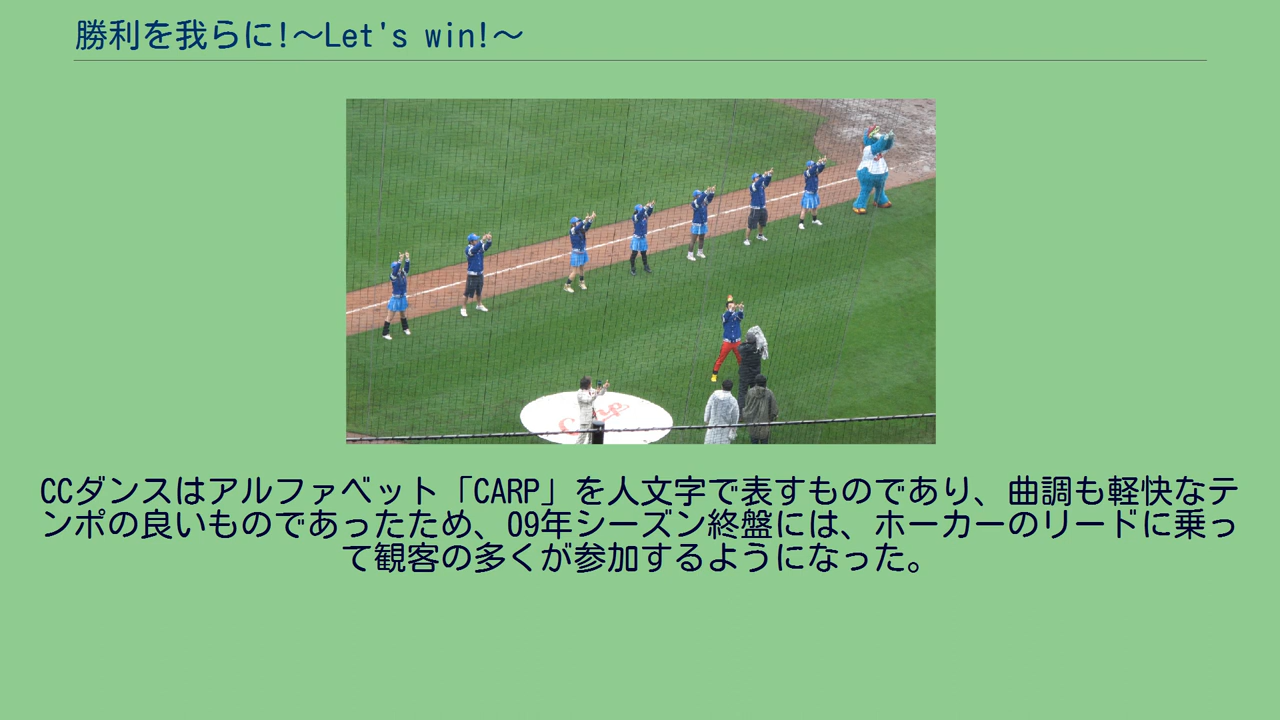 勝利を我らに!〜Let's win!〜
Carp
CCダンスはアルファベット「CARP」を人文字で表すものであり、曲調も軽快なテ
ンポの良いものであったため、09年シーズン終盤には、ホーカーのリードに乗っ
て観客の多くが参加するようになった。